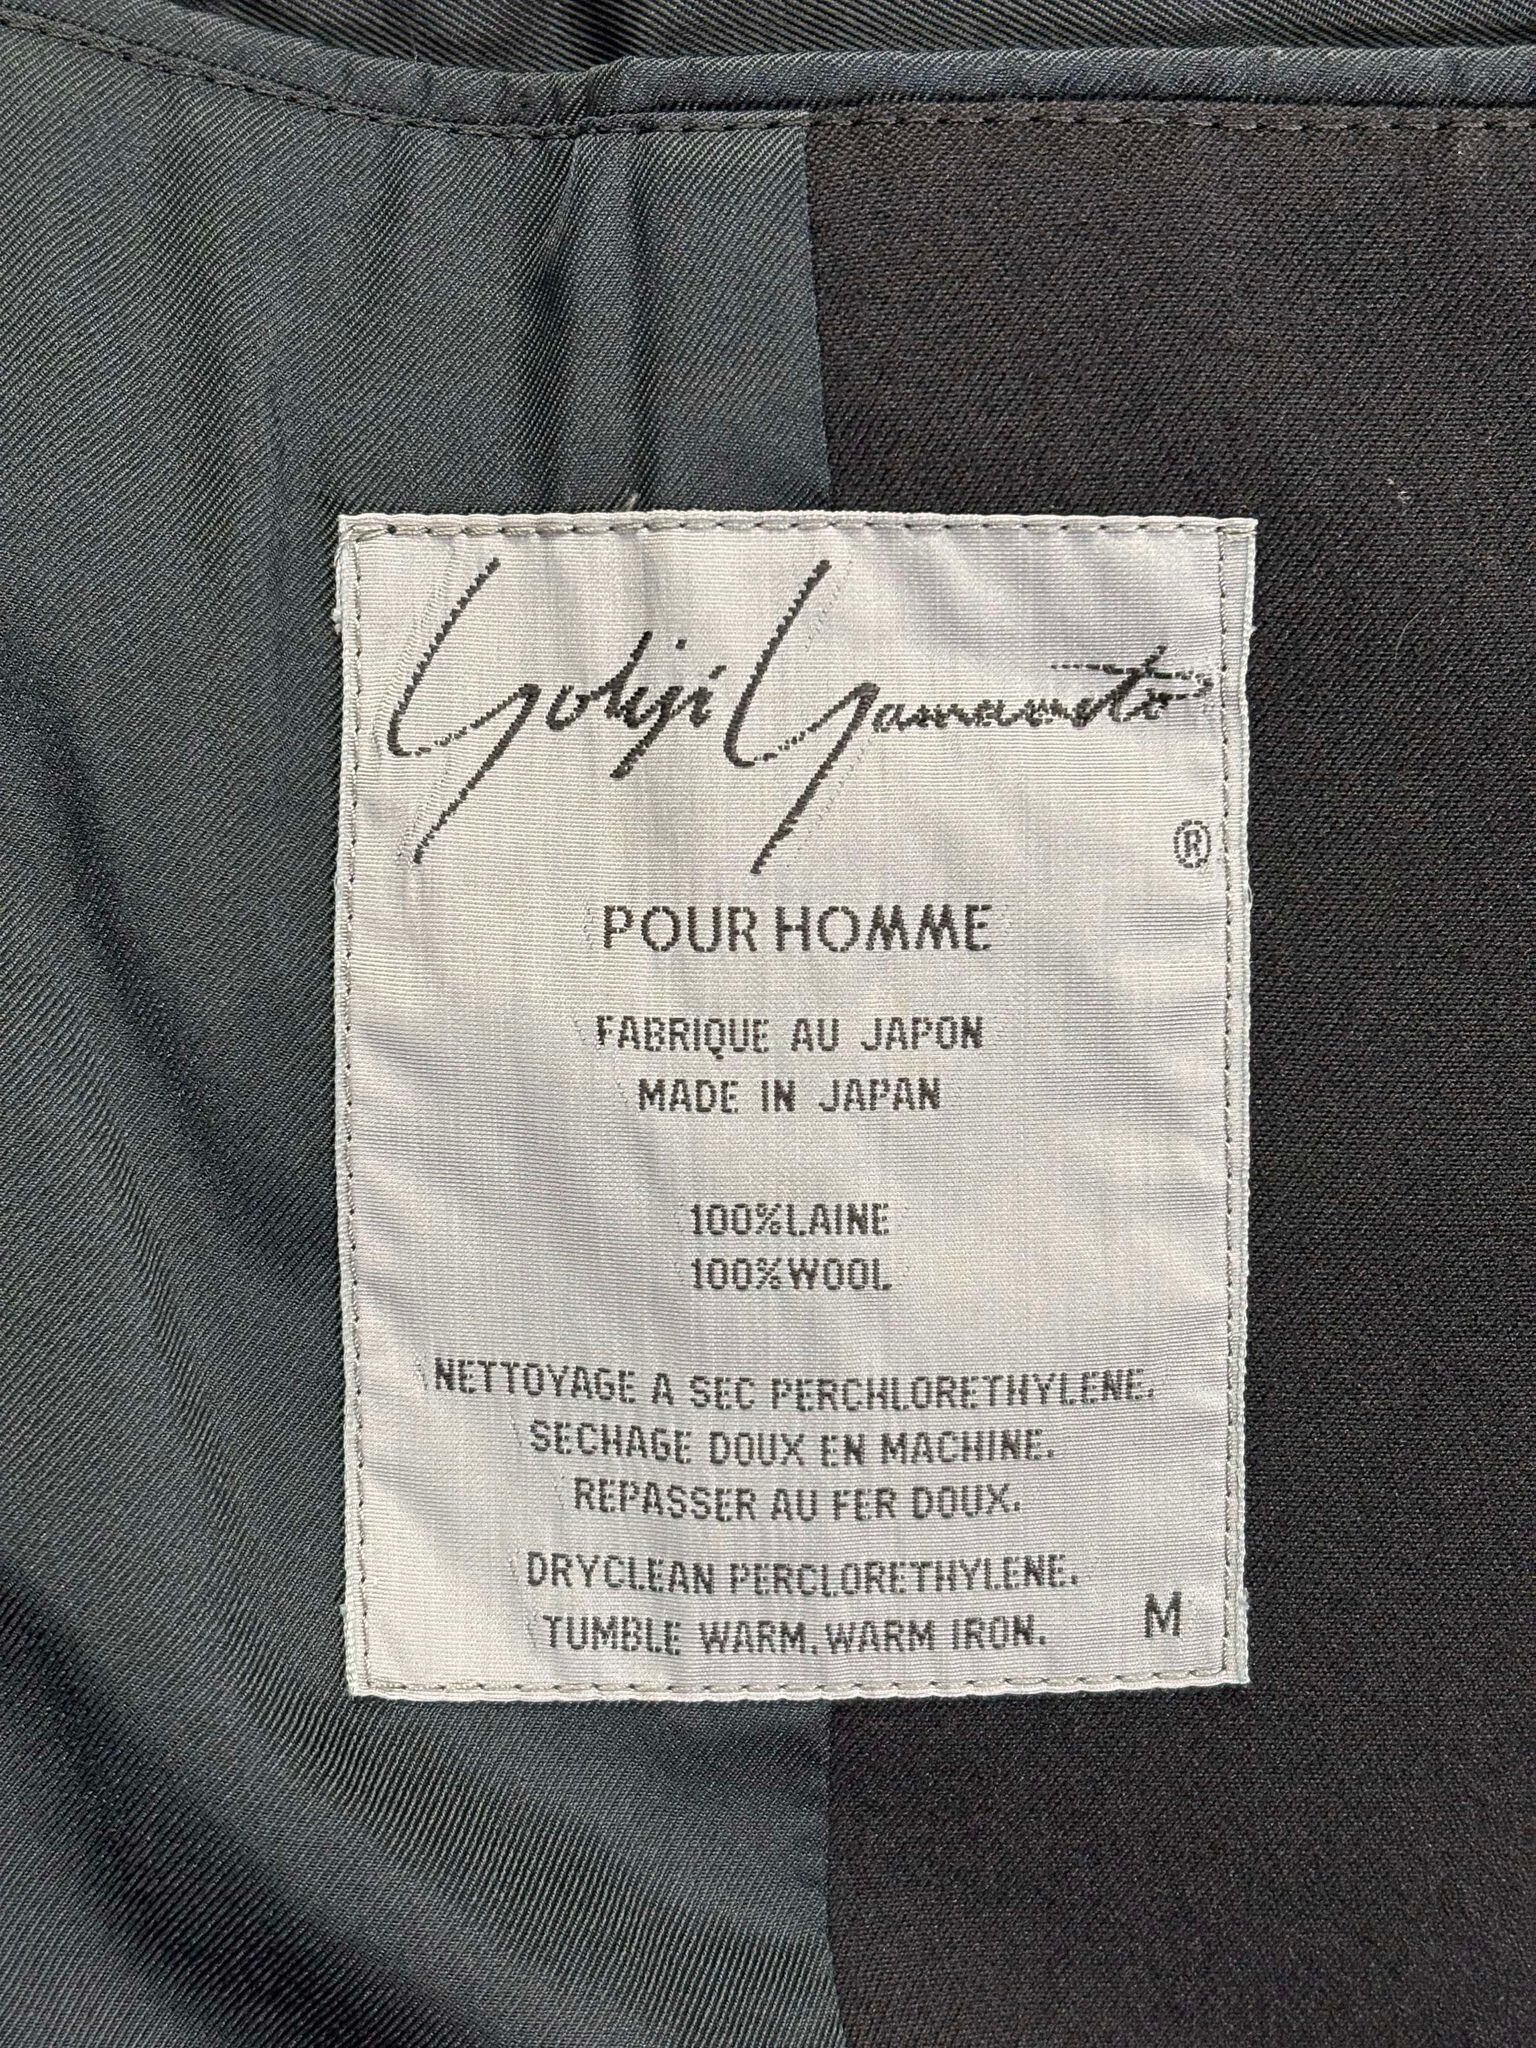 Yohji Yamamoto
®
POUR HOMME
FABRIQUE AU JAPON
MADE IN JAPAN
100%LAINE
100%WOOL
NETTOYAGE A SEC PERCHLORETHYLENE.
SECHAGE DOUX EN MACHINE.
REPASSER AU FER DOUX.
DRYCLEAN PERCLORETHYLENE.
TUMBLE WARM. WARM IRON.
M